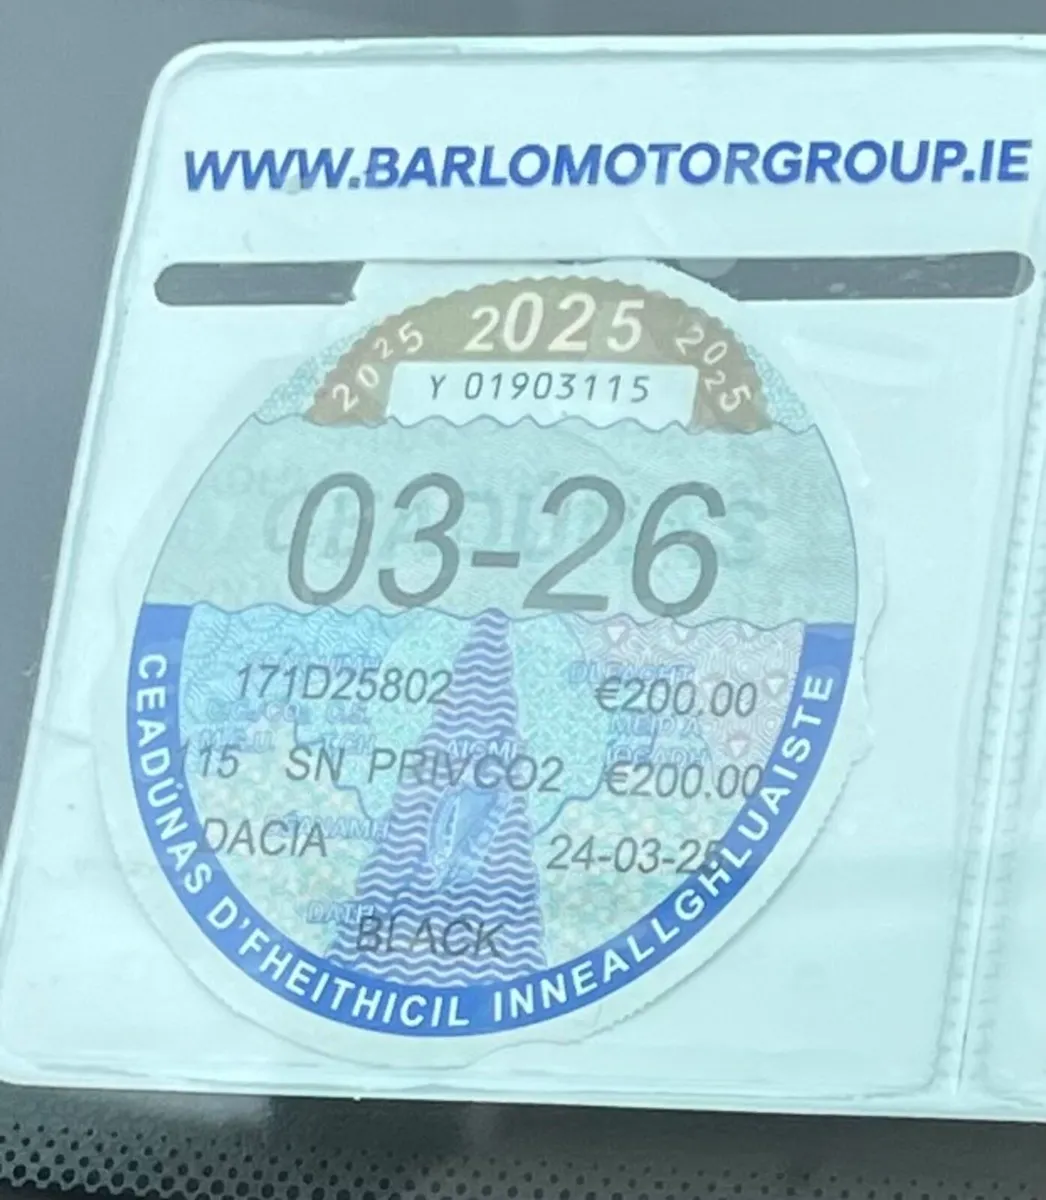 WWW.BARLOMOTORGROUP.IE
2025 2025 2025
Y 01903115
03-26
171D25802 €200.00
115 SN PRIVCO2 €200.00
DACIA 24-03-25
DATH
BLACK
CEADÚNAS D'FHEITHICIL INNEALLGHLUAISTE